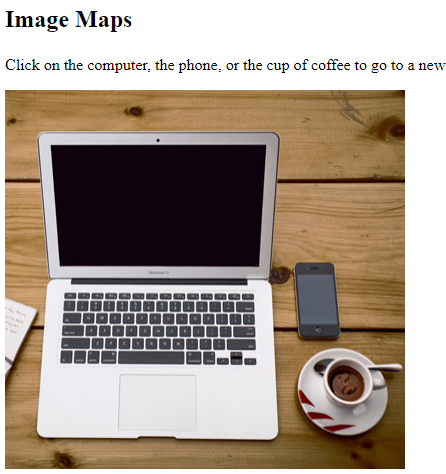 Image Maps
Click on the computer, the phone, or the cup of coffee to go to a new